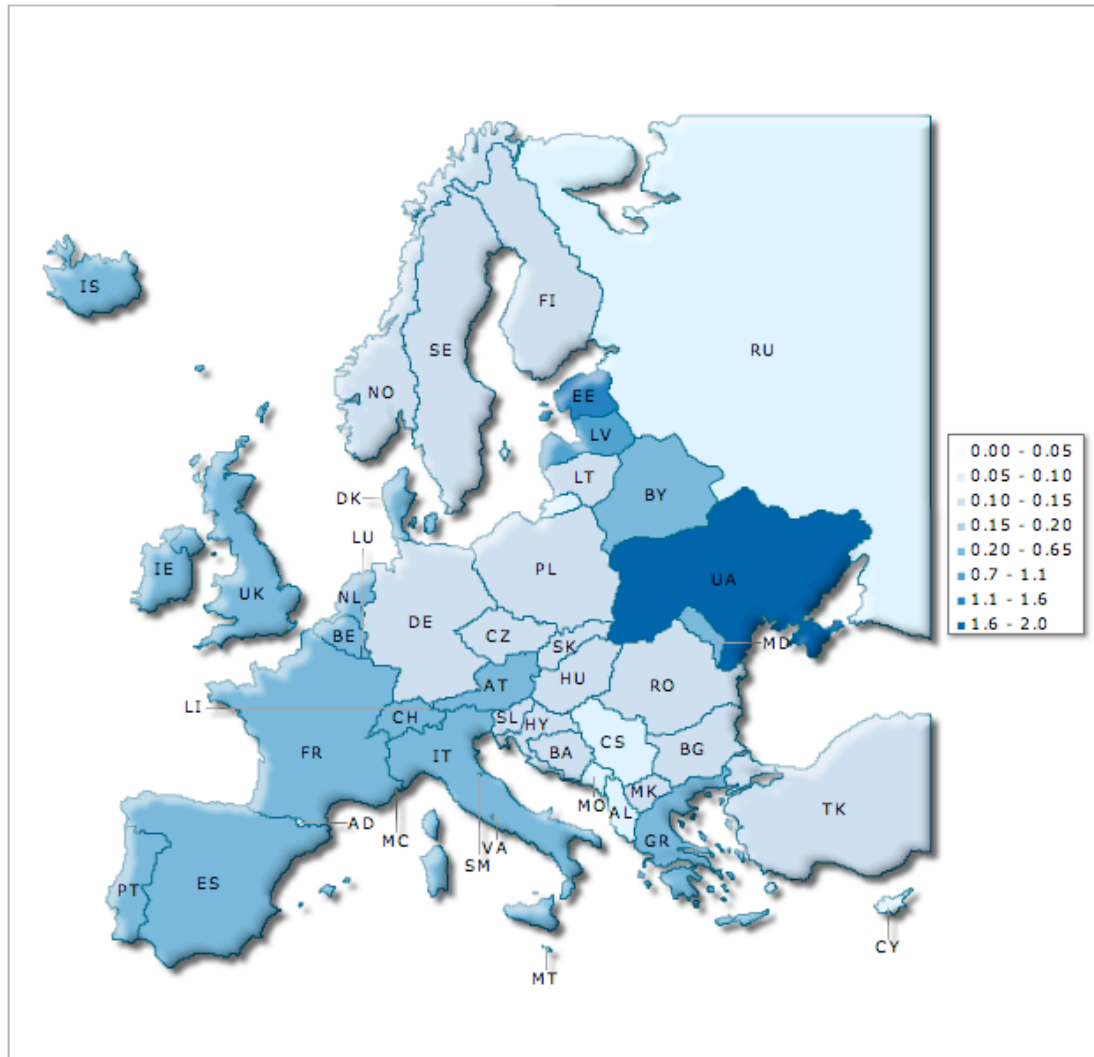 IS
FI
SE
RU
NO
EE
LV
LT
DK
BY
LU
IE
PL
UA
NL
UK
DE
BE
CZ
SK
MD
HU
AT
RO
LI
CH
SL
HY
CS
FR
IT
BA
BG
MO
MK
AL
TK
AD
MC
VA
SM
GR
PT
ES
CY
MT
0.00 - 0.05
0.05 - 0.10
0.10 - 0.15
0.15 - 0.20
0.20 - 0.65
0.7 - 1.1
1.1 - 1.6
1.6 - 2.0